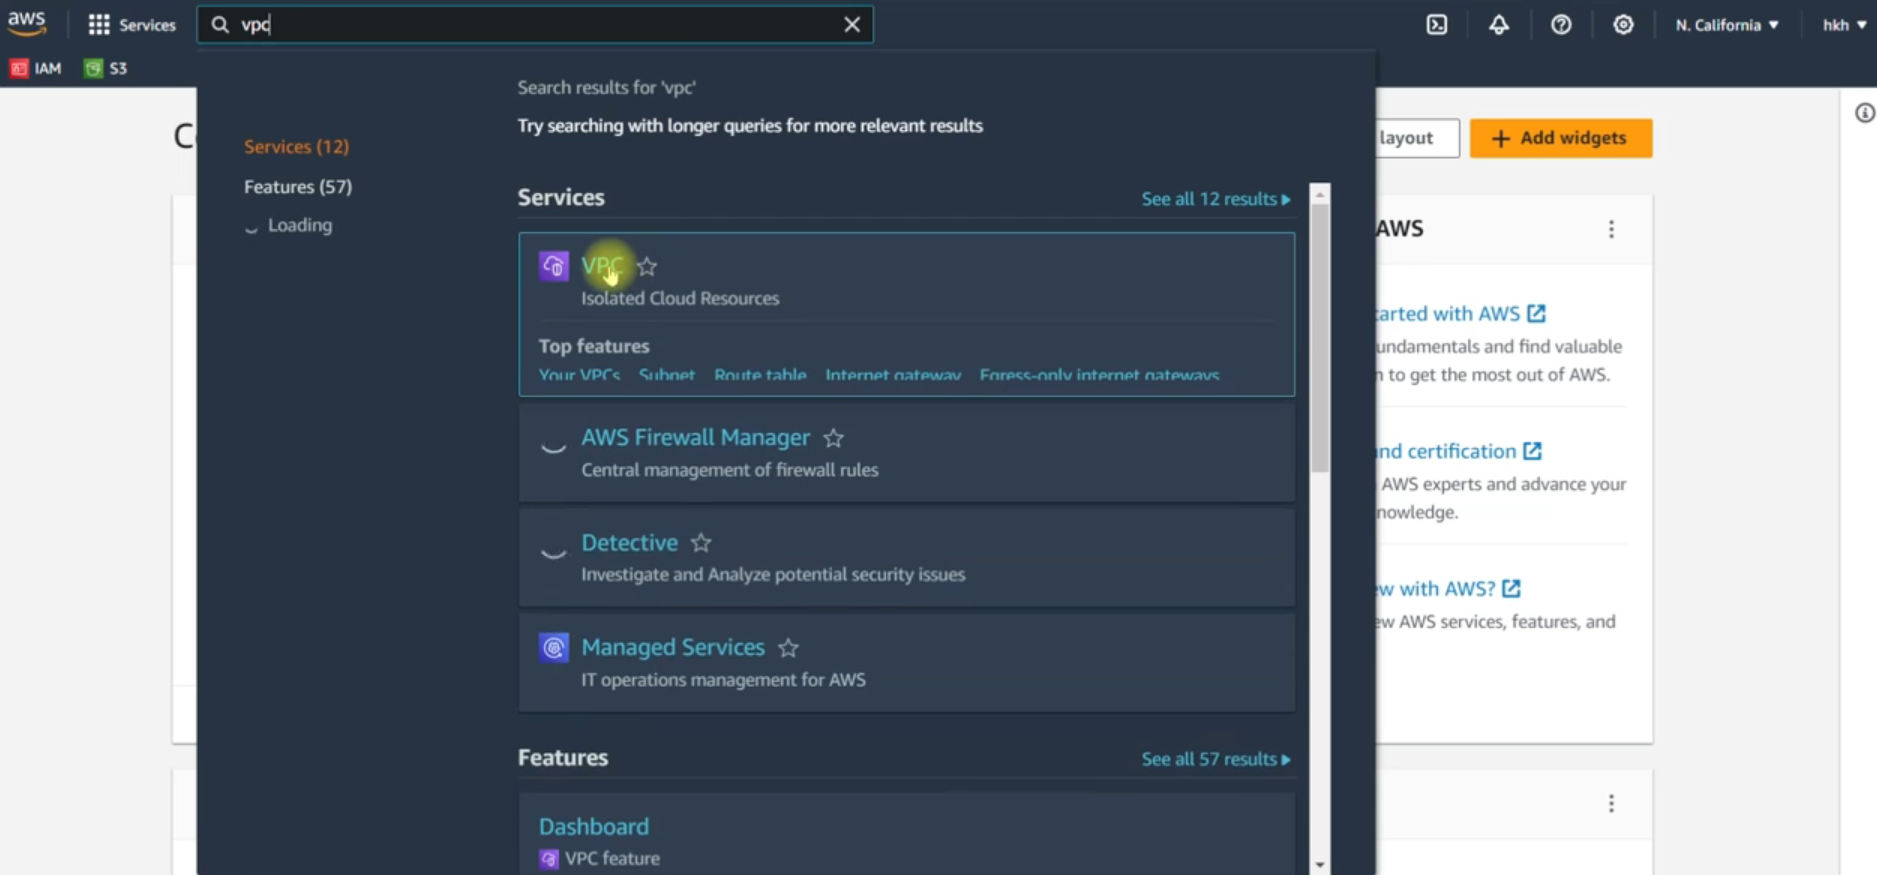 aws
Services
vpc
N. California
hkh
IAM
S3
Search results for 'vpc'
Try searching with longer queries for more relevant results
Services (12)
Features (57)
Loading
Services
See all 12 results
VPC
Isolated Cloud Resources
Top features
Your VPCs Subnet Route table Internet gateway Egress-only internet gateways
AWS Firewall Manager
Central management of firewall rules
Detective
Investigate and Analyze potential security issues
Managed Services
IT operations management for AWS
Features
See all 57 results
Dashboard
VPC feature
layout
+ Add widgets
AWS
with AWS
and find valuable
to get the most out of AWS.
certification
AWS experts and advance your
with AWS?
AWS services, features, and